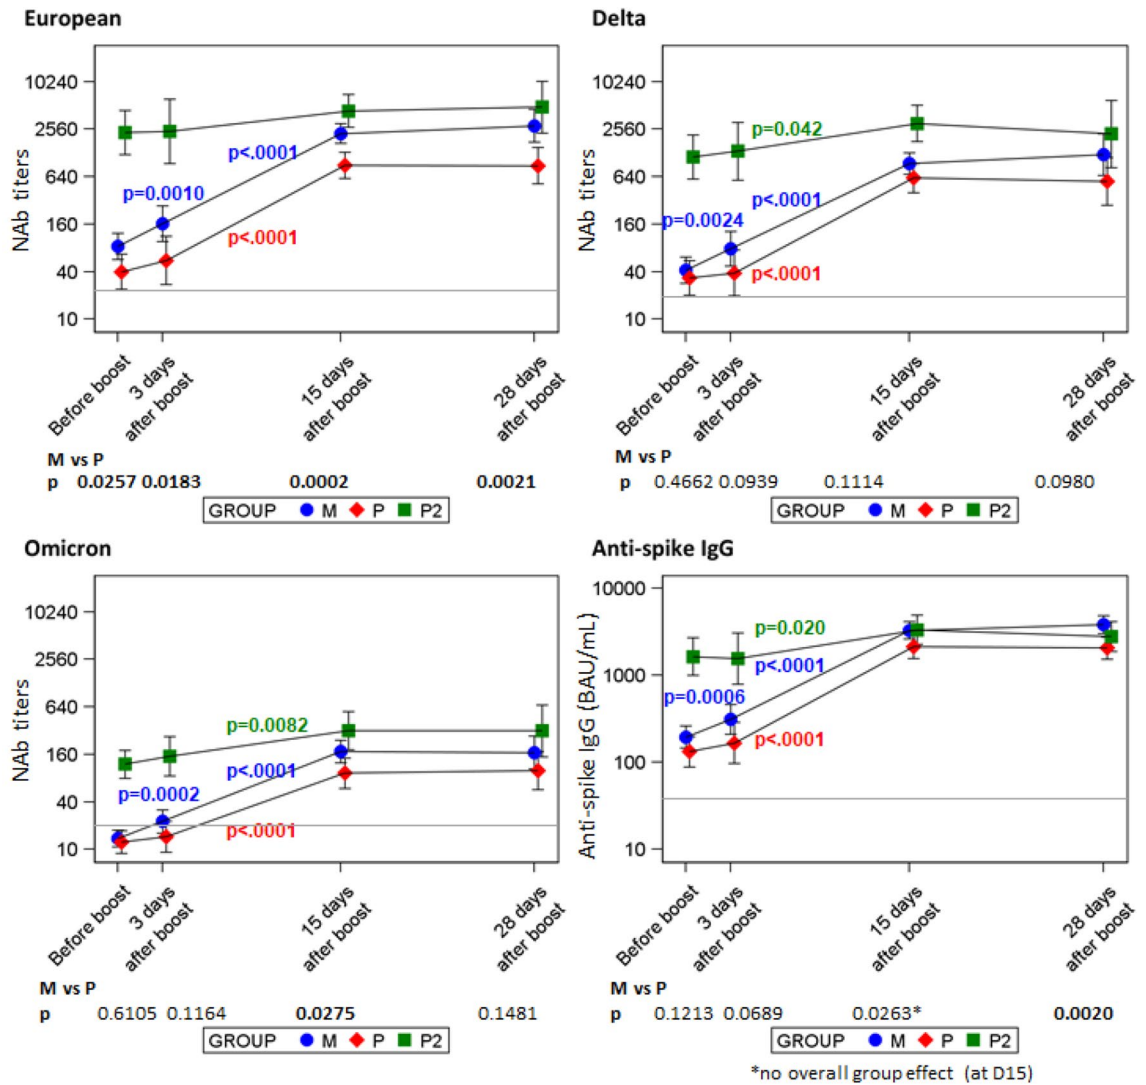 European
10240
2560
640
160
40
10
NAb titers
p<.0001
p=0.0010
p<.0001
Before boost
3 days
after boost
15 days
after boost
28 days
after boost
M vs P
p 0.0257 0.0183 0.0002 0.0021
GROUP M P P2
Delta
10240
2560
640
160
40
10
NAb titers
p=0.042
p<.0001
p=0.0024
p<.0001
Before boost
3 days
after boost
15 days
after boost
28 days
after boost
M vs P
p 0.4662 0.0939 0.1114 0.0980
GROUP M P P2
Omicron
10240
2560
640
160
40
10
NAb titers
p=0.0082
p<.0001
p=0.0002
p<.0001
Before boost
3 days
after boost
15 days
after boost
28 days
after boost
M vs P
p 0.6105 0.1164 0.0275 0.1481
GROUP M P P2
Anti-spike IgG
10000
1000
100
10
Anti-spike IgG (BAU/mL)
p=0.020
p<.0001
p=0.0006
p<.0001
Before boost
3 days
after boost
15 days
after boost
28 days
after boost
M vs P
p 0.1213 0.0689 0.0263* 0.0020
GROUP M P P2
*no overall group effect (at D15)